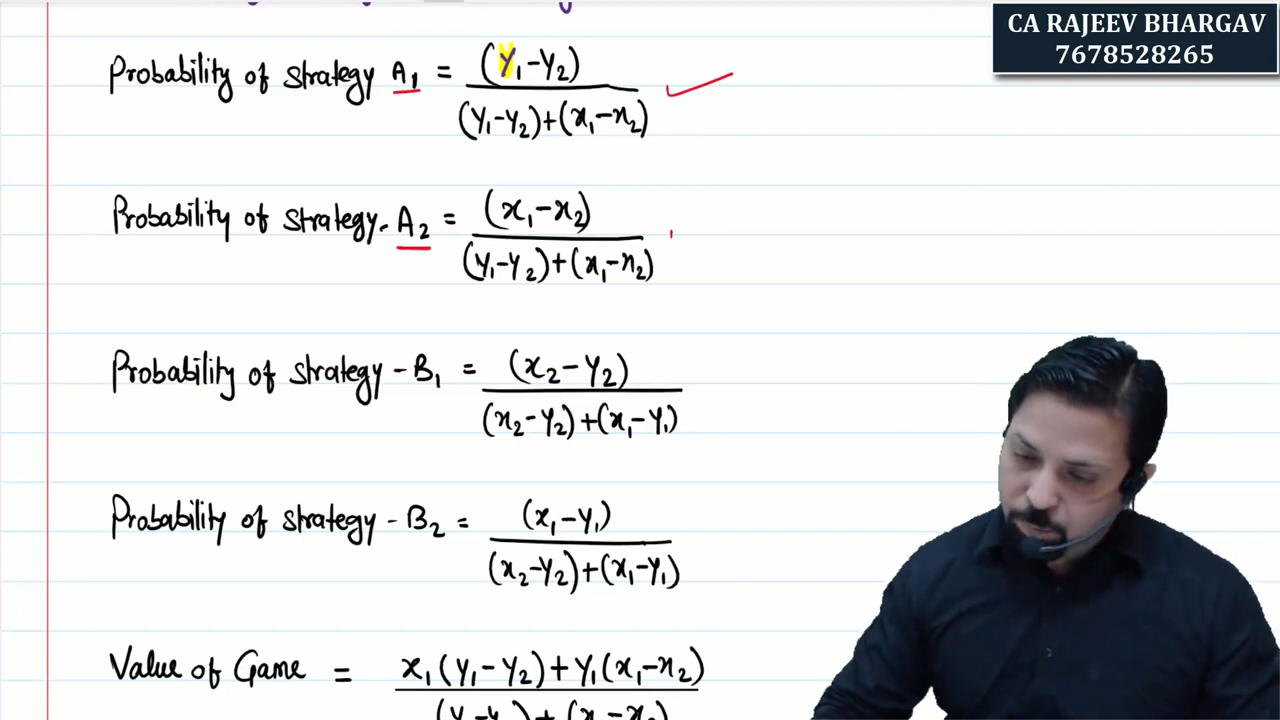 CA RAJEEV BHARGAV
7678528265
Probability of strategy A₁ = (Y₁-Y₂)
(Y₁-Y₂)+(x₁-x₂)
Probability of strategy- A₂ = (x₁-x₂)
(Y₁-Y₂)+(x₁-x₂)
Probability of strategy - B₁ = (x₂-Y₂)
(x₂-Y₂)+(x₁-Y₁)
Probability of strategy - B₂ = (x₁-Y₁)
(x₂-Y₂)+(x₁-Y₁)
Value of Game = x₁(Y₁-Y₂)+Y₁(x₁-x₂)